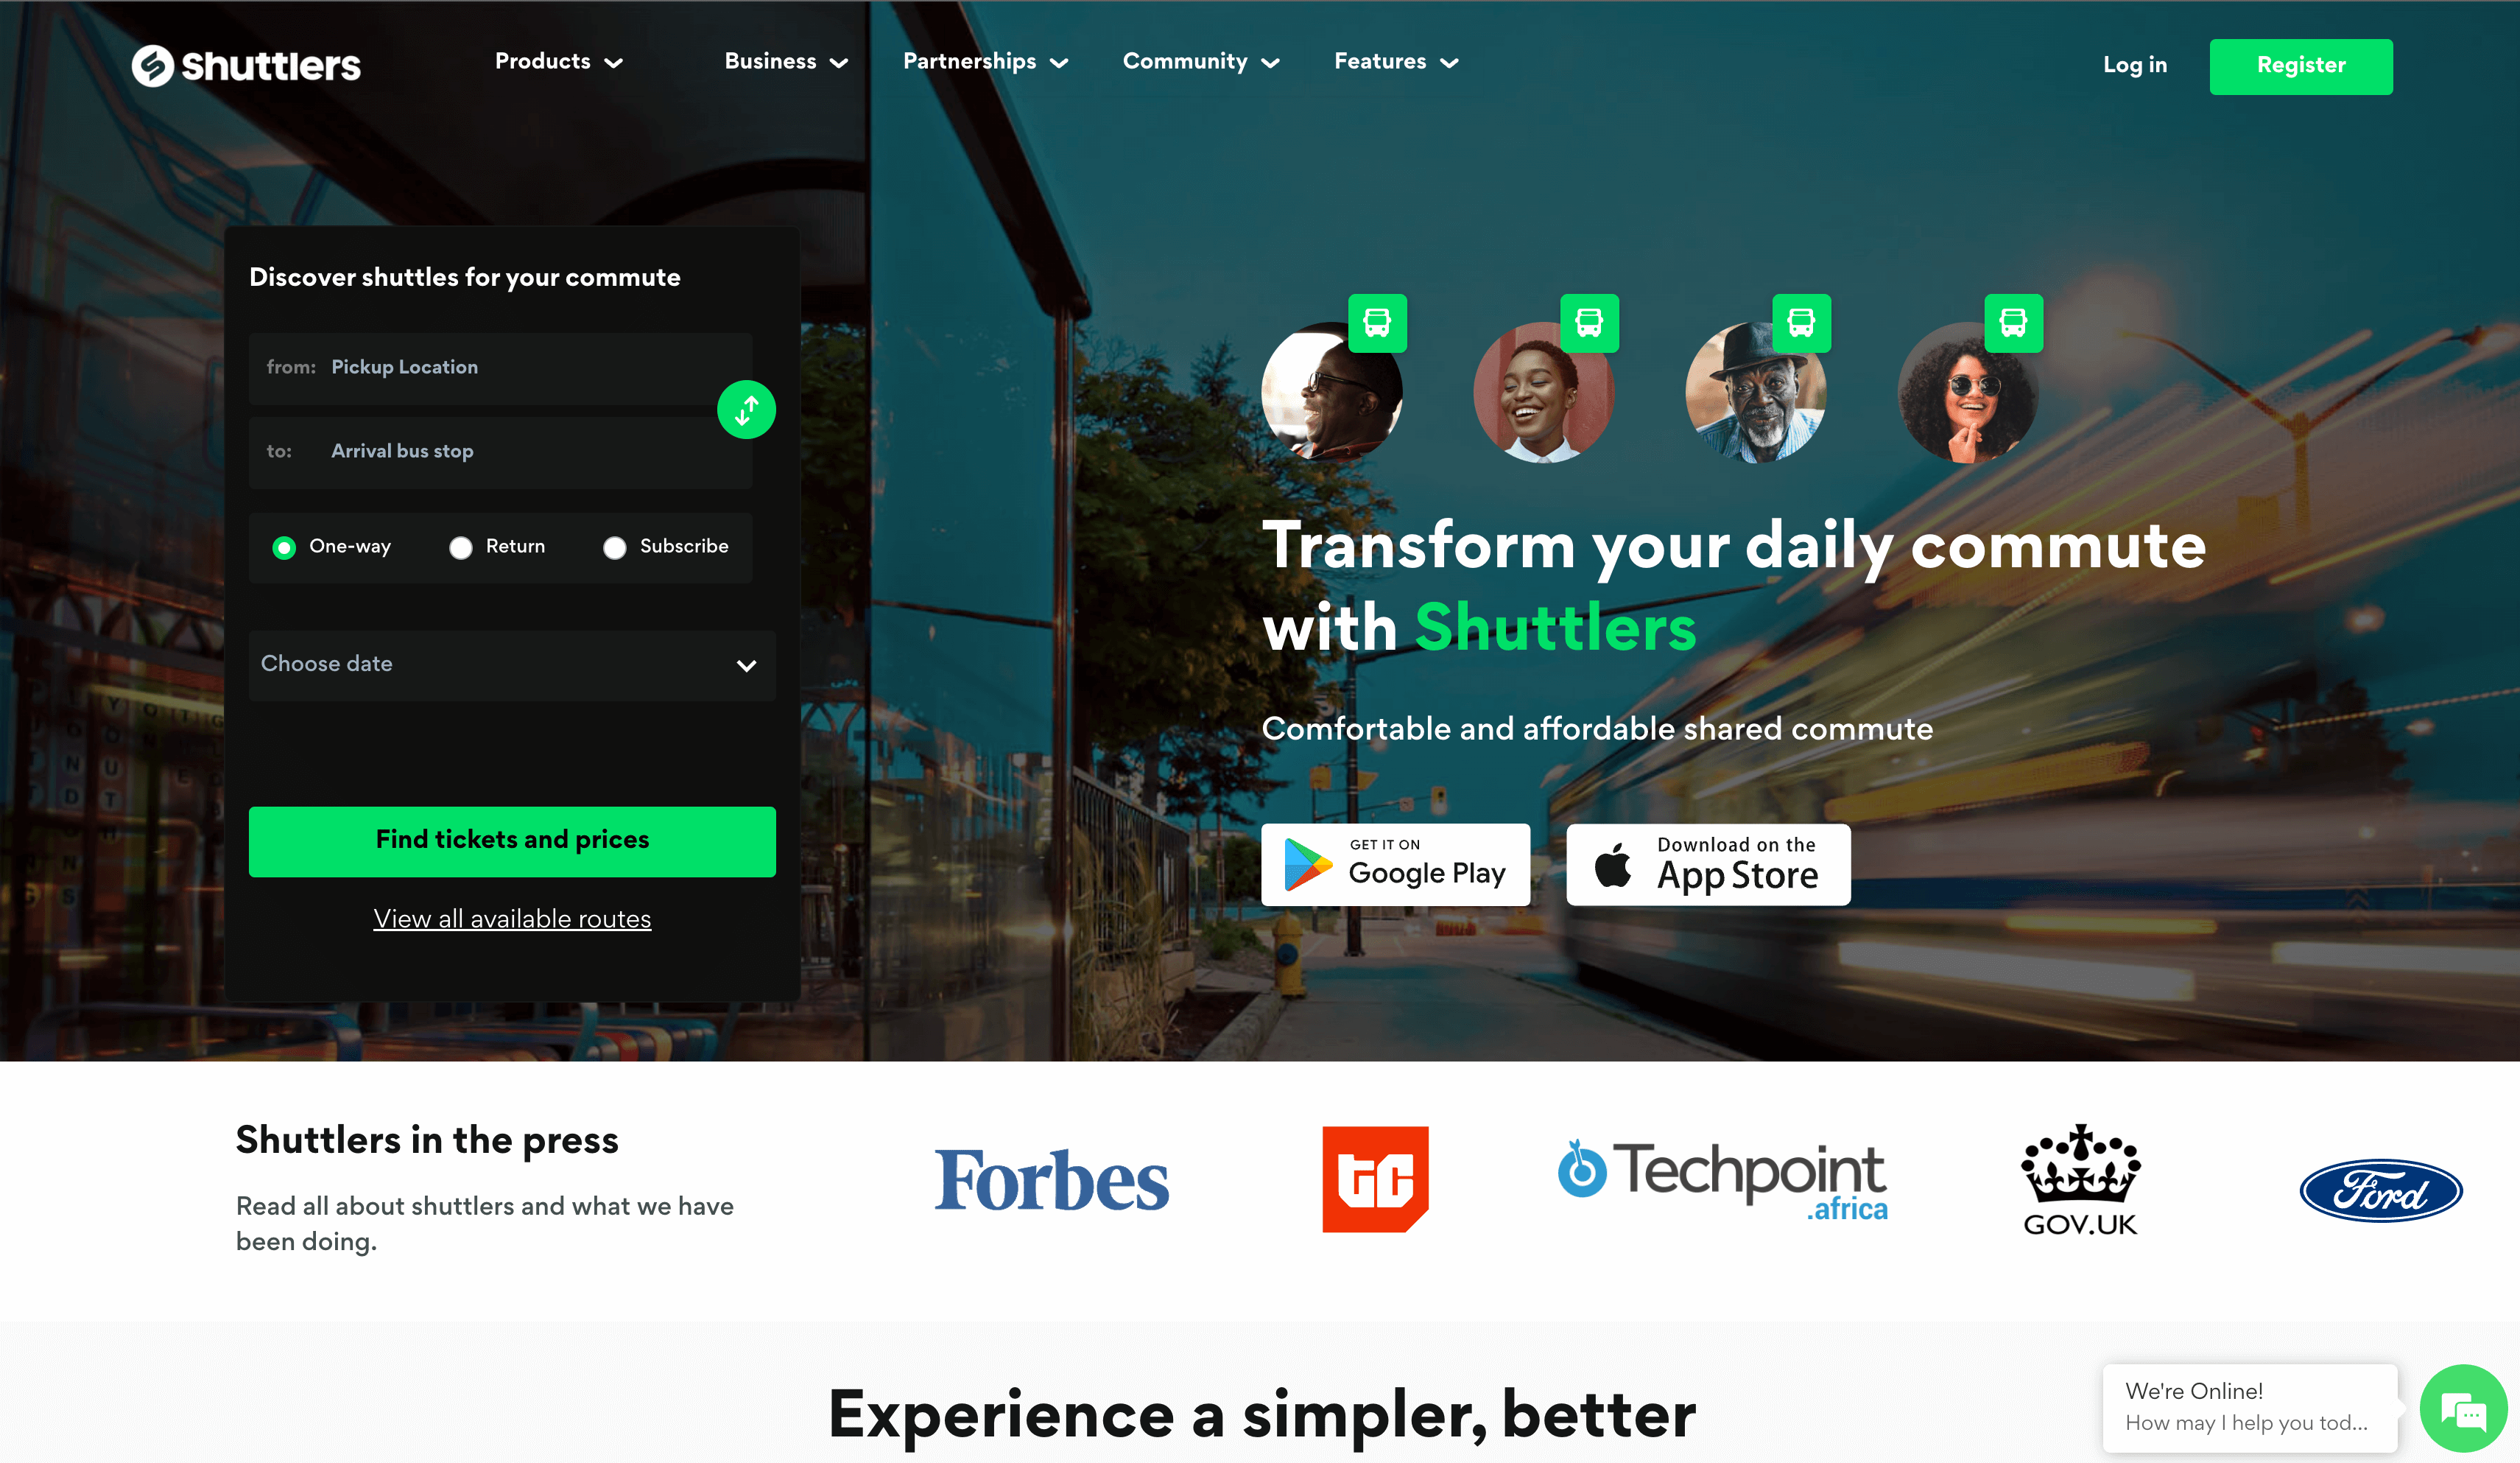 Shuttlers
Products
Business
Partnerships
Community
Features
Log in
Register
Discover shuttles for your commute
from: Pickup Location
to: Arrival bus stop
One-way Return Subscribe
Choose date
Find tickets and prices
View all available routes
Transform your daily commute
with Shuttlers
Comfortable and affordable shared commute
GET IT ON
Google Play
Download on the
App Store
Shuttlers in the press
Read all about shuttlers and what we have
been doing.
Forbes
TC
Techpoint
.africa
GOV.UK
Ford
Experience a simpler, better
We're Online!
How may I help you tod...